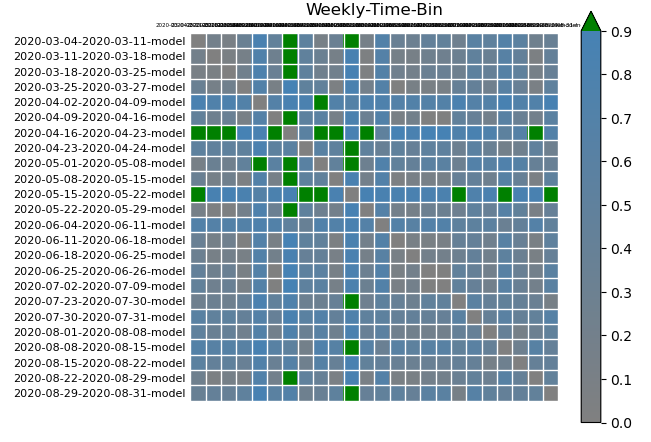 Weekly-Time-Bin
2020-03-04-2020-03-11-model
2020-03-11-2020-03-18-model
2020-03-18-2020-03-25-model
2020-03-25-2020-03-27-model
2020-04-02-2020-04-09-model
2020-04-09-2020-04-16-model
2020-04-16-2020-04-23-model
2020-04-23-2020-04-24-model
2020-05-01-2020-05-08-model
2020-05-08-2020-05-15-model
2020-05-15-2020-05-22-model
2020-05-22-2020-05-29-model
2020-06-04-2020-06-11-model
2020-06-11-2020-06-18-model
2020-06-18-2020-06-25-model
2020-06-25-2020-06-26-model
2020-07-02-2020-07-09-model
2020-07-23-2020-07-30-model
2020-07-30-2020-07-31-model
2020-08-01-2020-08-08-model
2020-08-08-2020-08-15-model
2020-08-15-2020-08-22-model
2020-08-22-2020-08-29-model
2020-08-29-2020-08-31-model
0.9
0.8
0.7
0.6
0.5
0.4
0.3
0.2
0.1
0.0